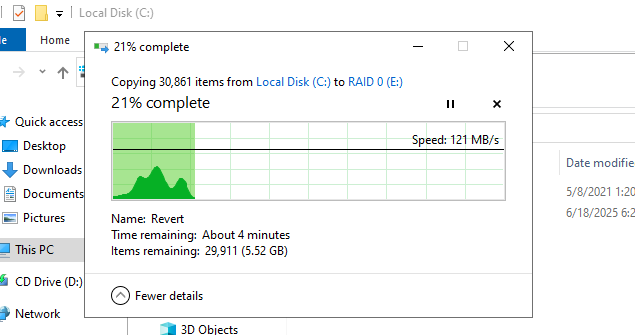 Local Disk (C:)
File
21% complete
Copying 30,861 items from Local Disk (C:) to RAID 0 (E:)
21% complete
Speed: 121 MB/s
Name: Revert
Time remaining: About 4 minutes
Items remaining: 29,911 (5.52 GB)
Fewer details
Quick access
Desktop
Downloads
Documents
Pictures
This PC
CD Drive (D:)
Network
3D Objects
Date modifie
5/8/2021 1:20
6/18/2025 6:2